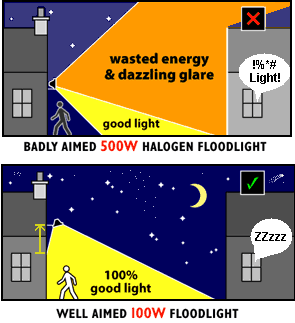 wasted energy
& dazzling glare
!%*#
Light!
good light
BADLY AIMED 500W HALOGEN FLOODLIGHT
ZZzzz
100%
good light
WELL AIMED 100W FLOODLIGHT